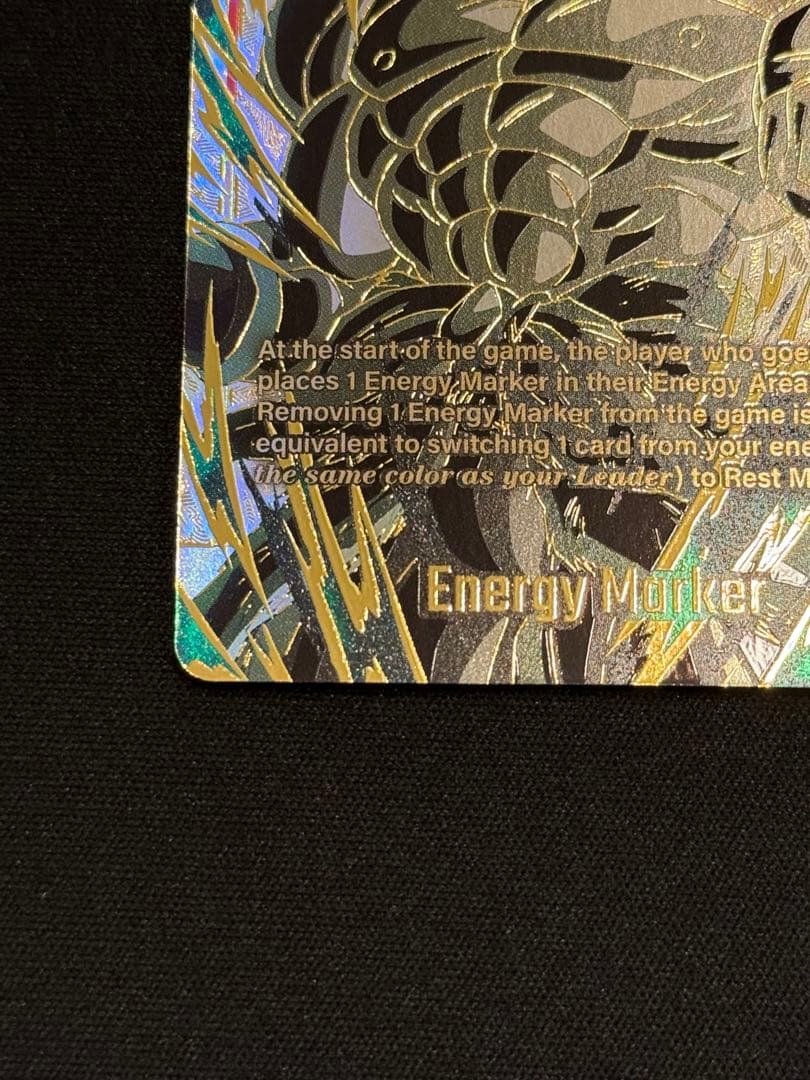 At the start of the game, the player who goe
places 1 Energy Marker in their Energy Area
Removing 1 Energy Marker from the game is
equivalent to switching 1 card from your ene
the same color as your Leader) to Rest M
Energy Marker